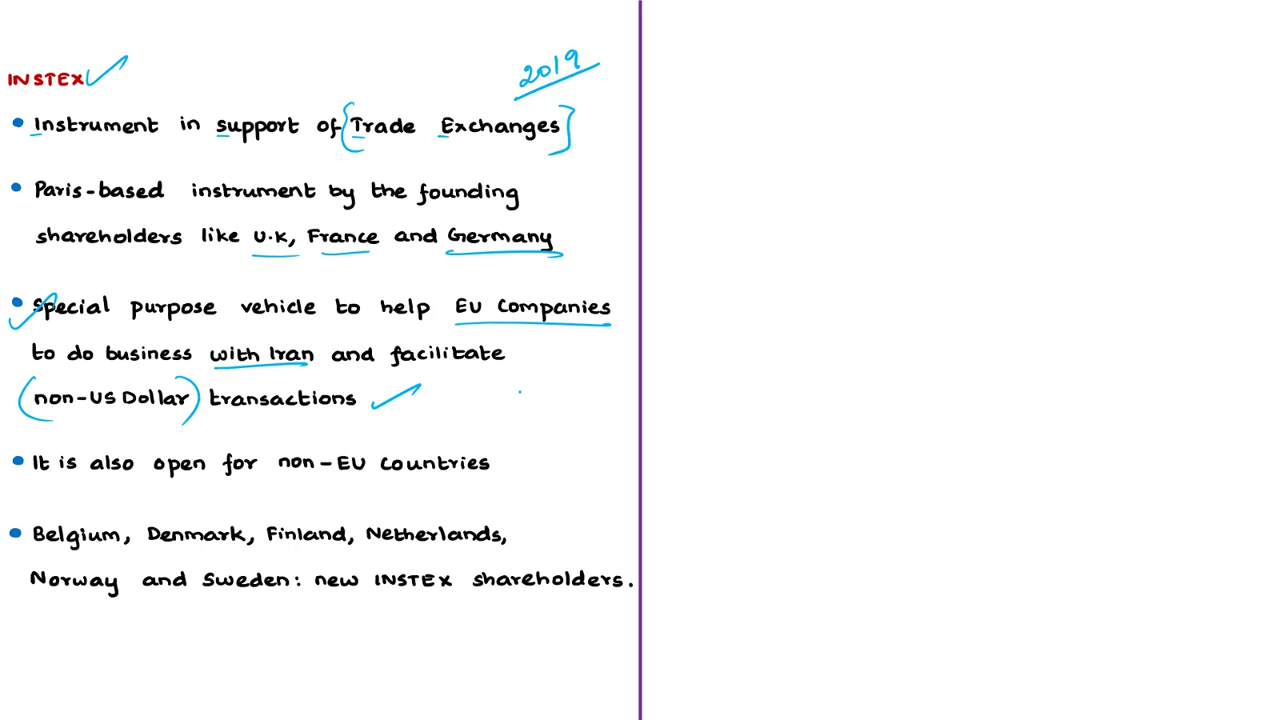 INSTEX
2019
• Instrument in support of [Trade Exchanges]
• Paris-based instrument by the founding
shareholders like U.K, France and Germany
• Special purpose vehicle to help EU Companies
to do business with Iran and facilitate
(non-US Dollar) transactions
• It is also open for non-EU countries
• Belgium, Denmark, Finland, Netherlands,
Norway and Sweden: new INSTEX shareholders.